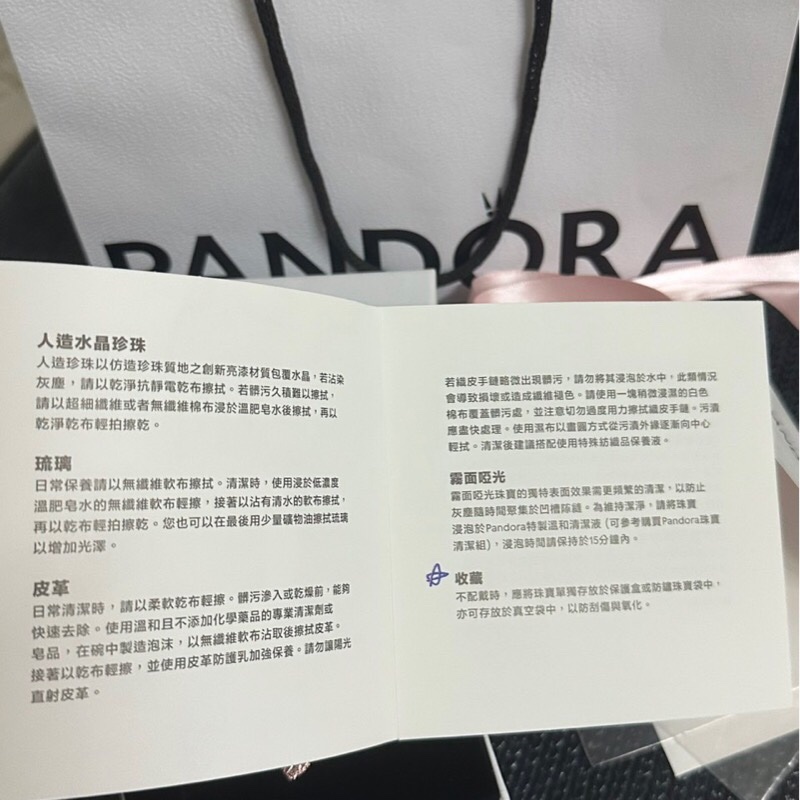 PANDORA
人造水晶珍珠
人造珍珠以仿造珍珠質地之創新亮漆材質包覆水晶，若沾染
灰塵，請以乾淨抗靜電乾布擦拭。若髒污久積難以擦拭，
請以超細纖維或者無纖維棉布浸於溫肥皂水後擦拭，再以
乾淨乾布輕拍擦乾。
琉璃
日常保養請以無纖維軟布擦拭。清潔時，使用浸於低濃度
溫肥皂水的無纖維軟布輕擦，接著以沾有清水的軟布擦拭，
再以乾布輕拍擦乾。您也可以在最後用少量礦物油擦拭琉璃
以增加光澤。
皮革
日常清潔時，請以柔軟乾布輕擦。髒污滲入或乾燥前，能夠
快速去除。使用溫和且不添加化學藥品的專業清潔劑或
皂品，在碗中製造泡沫，以無纖維軟布沾取後擦拭皮革。
接著以乾布輕擦，並使用皮革防護乳加強保養。請勿讓陽光
直射皮革。
若織皮手鏈略微出現髒污，請勿將其浸泡於水中，此類情況
會導致損壞或造成纖維褪色。請使用一塊稍微浸濕的白色
棉布覆蓋髒污處，並注意切勿過度用力擦拭織皮手鏈。污漬
應盡快處理。使用濕布以畫圓方式從污漬外緣逐漸向中心
輕拭。清潔後建議搭配使用特殊紡織品保養液。
霧面啞光
霧面啞光珠寶的獨特表面效果需更頻繁的清潔，以防止
灰塵隨時間聚集於凹槽隙縫。為維持潔淨，請將珠寶
浸泡於Pandora特製溫和清潔液 (可參考購買Pandora珠寶
清潔組)，浸泡時間請保持於15分鐘內。
收藏
不配戴時，應將珠寶單獨存放於保護盒或防鏽珠寶袋中，
亦可存放於真空袋中，以防刮傷與氧化。